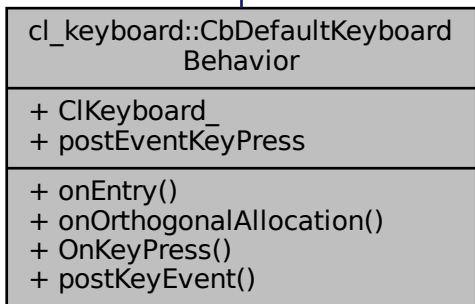 cl_keyboard::CbDefaultKeyboard
Behavior
+ ClKeyboard_
+ postEventKeyPress
+ onEntry()
+ onOrthogonalAllocation()
+ OnKeyPress()
+ postKeyEvent()